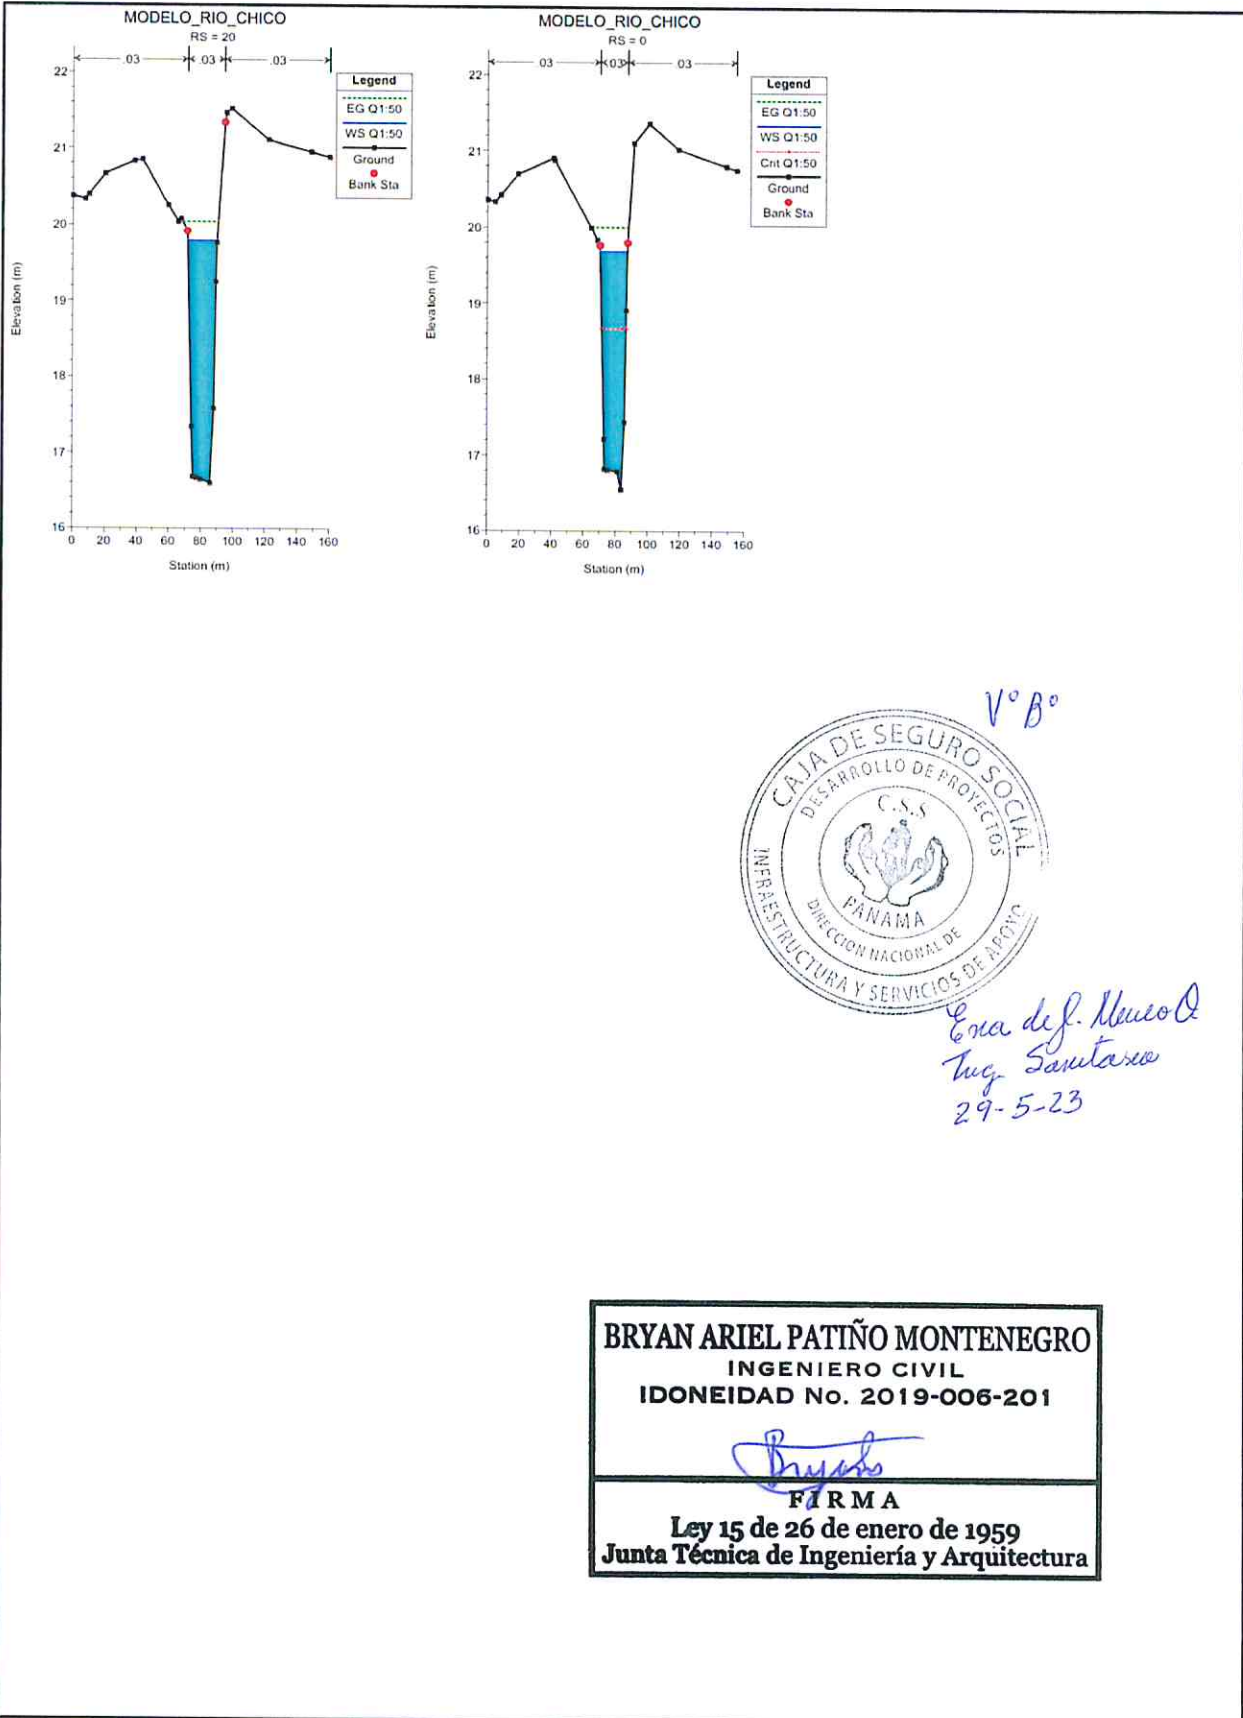 MODELO_RIO_CHICO
RS = 20
.03 .03 .03
Legend
EG Q1:50
WS Q1:50
Ground
Bank Sta
22
21
20
19
18
17
16
Elevation (m)
0 20 40 60 80 100 120 140 160
Station (m)
MODELO_RIO_CHICO
RS = 0
.03 .03 .03
Legend
EG Q1:50
WS Q1:50
Crit Q1:50
Ground
Bank Sta
22
21
20
19
18
17
16
Elevation (m)
0 20 40 60 80 100 120 140 160
Station (m)
V° B°
CAJA DE SEGURO SOCIAL
DESARROLLO DE PROYECTOS
C.S.S
PANAMA
DIRECCION NACIONAL DE
INFRAESTRUCTURA Y SERVICIOS DE APOYO
Ing. Sanitaria
29-5-23
BRYAN ARIEL PATIÑO MONTENEGRO
INGENIERO CIVIL
IDONEIDAD No. 2019-006-201
FIRMA
Ley 15 de 26 de enero de 1959
Junta Técnica de Ingeniería y Arquitectura